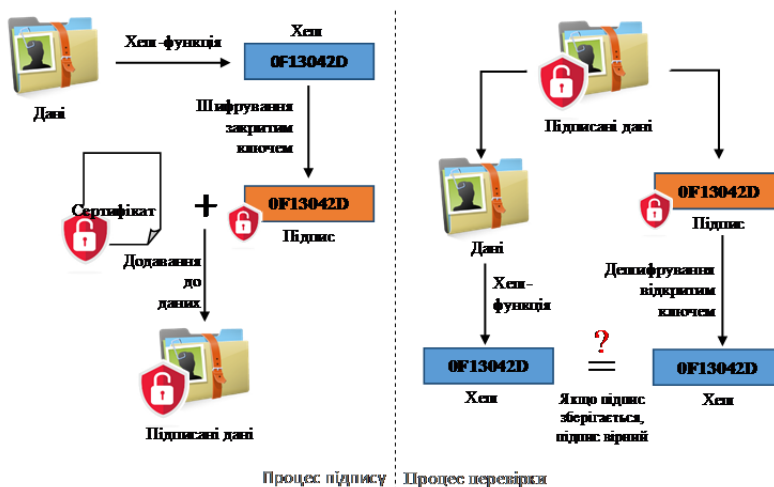 Хеш-функція
Хеш
0F13042D
Дані
Шифрування
закритим
ключем
Сертифікат
+
0F13042D
Підпис
Додавання
до
даних
Підписані дані
Процес підпису
Підписані дані
Дані
0F13042D
Підпис
Хеш-
функція
Дешифрування
відкритим
ключем
?
=
0F13042D
0F13042D
Хеш
Якщо підпис
зберігається,
підпис вірний
Хеш
Процес перевірки